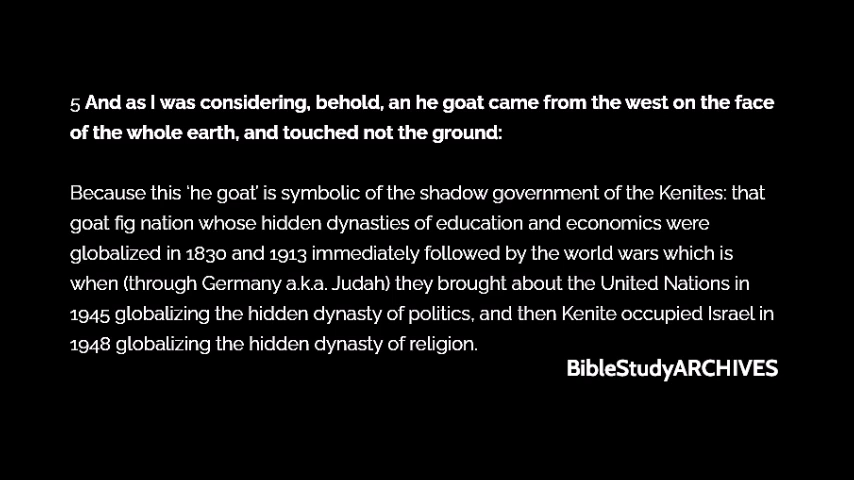 5 And as I was considering, behold, an he goat came from the west on the face
of the whole earth, and touched not the ground:
Because this ‘he goat’ is symbolic of the shadow government of the Kenites: that
goat fig nation whose hidden dynasties of education and economics were
globalized in 1830 and 1913 immediately followed by the world wars which is
when (through Germany a.k.a. Judah) they brought about the United Nations in
1945 globalizing the hidden dynasty of politics, and then Kenite occupied Israel in
1948 globalizing the hidden dynasty of religion.
BibleStudyARCHIVES